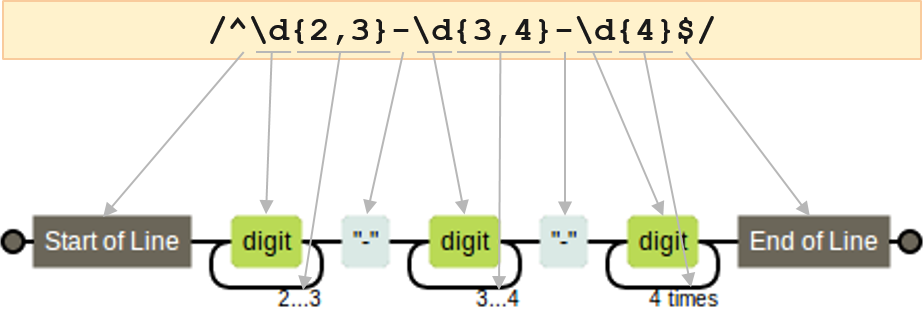 /^\d{2,3}-\d{3,4}-\d{4}$/
Start of Line digit "-" digit "-" digit End of Line
2...3 3...4 4 times